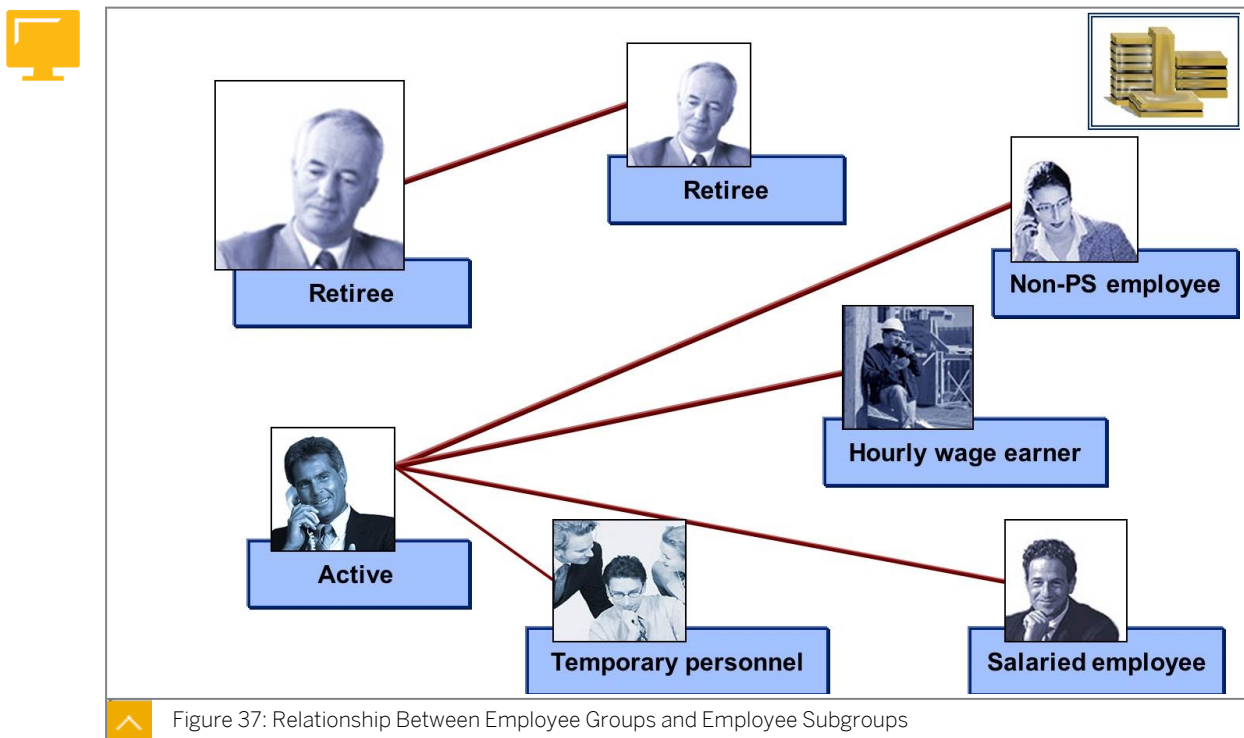 Retiree
Retiree
Non-PS employee
Hourly wage earner
Active
Temporary personnel
Salaried employee
Figure 37: Relationship Between Employee Groups and Employee Subgroups